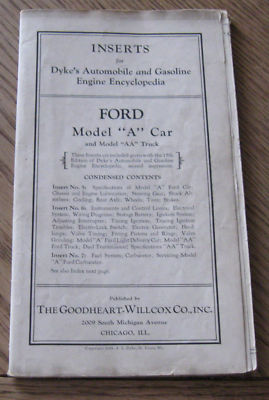 INSERTS
for
Dyke's Automobile and Gasoline
Engine Encyclopedia
FORD
Model "A" Car
and Model "AA" Truck
These Inserts are included gratis with the 15th
Edition of Dyke's Automobile and Gasoline
Engine Encyclopedia, second impression.
CONDENSED CONTENTS
Insert No. 5: Specifications of Model "A" Ford Car;
Chassis and Engine Lubrication; Steering Gear; Shock Ab-
sorbers; Cooling; Rear Axle; Wheels; Tires; Brakes.
Insert No. 6: Instruments and Control Levers; Electrical
System; Wiring Diagrams; Storage Battery; Ignition System;
Adjusting Interrupter; Timing Ignition; Tracing Ignition
Troubles; Electrolock Switch; Electric Generator; Head-
lamps; Valve Timing; Fitting Pistons and Rings; Valve
Grinding; Model "A" Ford Light Delivery Car; Model "AA"
Ford Truck; Dual Transmission; Specifications "AA" Truck.
Insert No. 7: Fuel System; Carburetor; Servicing Model
"A" Ford Carburetor.
See also Index next page.
Published by
THE GOODHEART-WILLCOX CO., INC.
2009 South Michigan Avenue
CHICAGO, ILL.